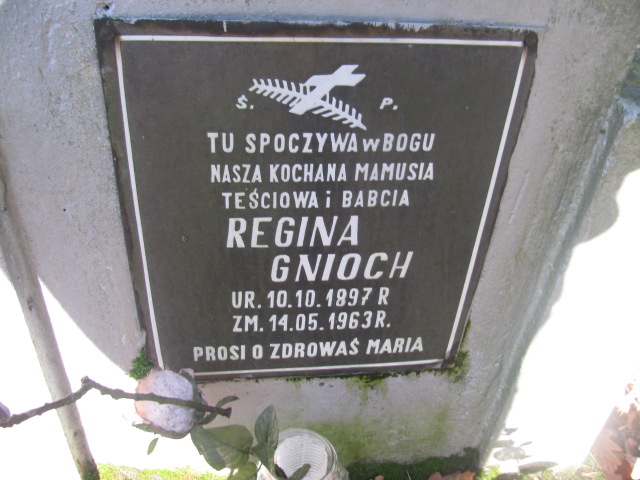 Ś. P.
TU SPOCZYWA w BOGU
NASZA KOCHANA MAMUSIA
TEŚCIOWA i BABCIA
REGINA
GNIOCH
UR. 10.10.1897 R
ZM. 14.05.1963 R.
PROSI O ZDROWAŚ MARIA